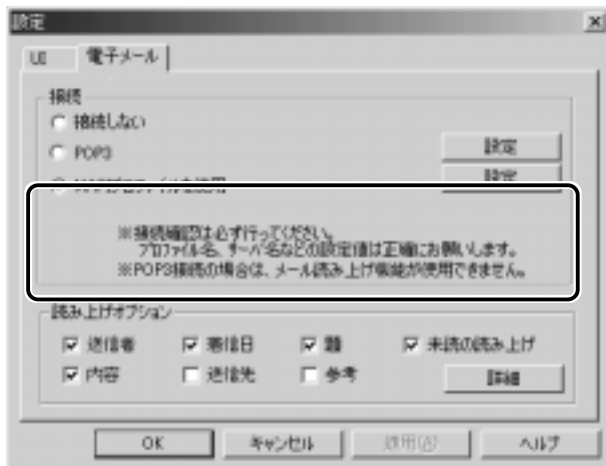 設定
UI 電子メール
接続
接続しない
POP3 設定
設定
※接続確認は必ず行ってください。
プロファイル名、サーバ名などの設定値は正確にお願いします。
※POP3接続の場合は、メール読み上げ機能が使用できません。
読み上げオプション
送信者 着信日 題 未読の読み上げ
内容 送信先 参考 詳細
OK キャンセル 適用(A) ヘルプ